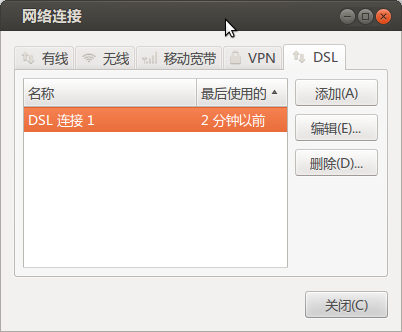 网络连接
有线 无线 移动宽带 VPN DSL
名称 最后使用的
添加(A)
DSL 连接 1 2 分钟以前
编辑(E)...
删除(D)...
关闭(C)